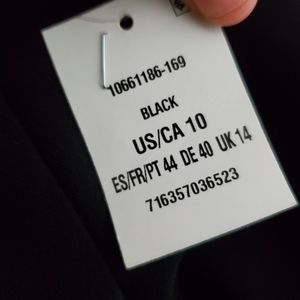 10661186-169
BLACK
US/CA 10
ES/FR/PT 44 DE 40 UK 14
716357036523